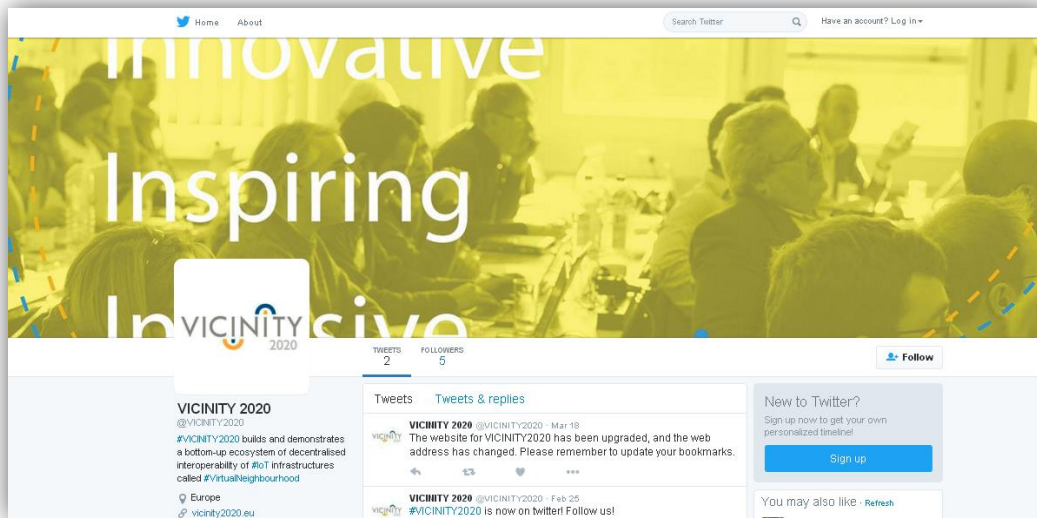 Home About
Search Twitter
Have an account? Log in
Innovative
Inspiring
VICINITY
2020
TWEETS
2
FOLLOWERS
5
Follow
VICINITY 2020
@VICINITY2020
#VICINITY2020 builds and demonstrates
a bottom-up ecosystem of decentralised
interoperability of #IoT infrastructures
called #VirtualNeighbourhood
Europe
vicinity2020.eu
Tweets Tweets & replies
VICINITY 2020 @VICINITY2020 · Mar 18
The website for VICINITY2020 has been upgraded, and the web
address has changed. Please remember to update your bookmarks.
VICINITY 2020 @VICINITY2020 · Feb 25
#VICINITY2020 is now on twitter! Follow us!
New to Twitter?
Sign up now to get your own
personalized timeline!
Sign up
You may also like · Refresh